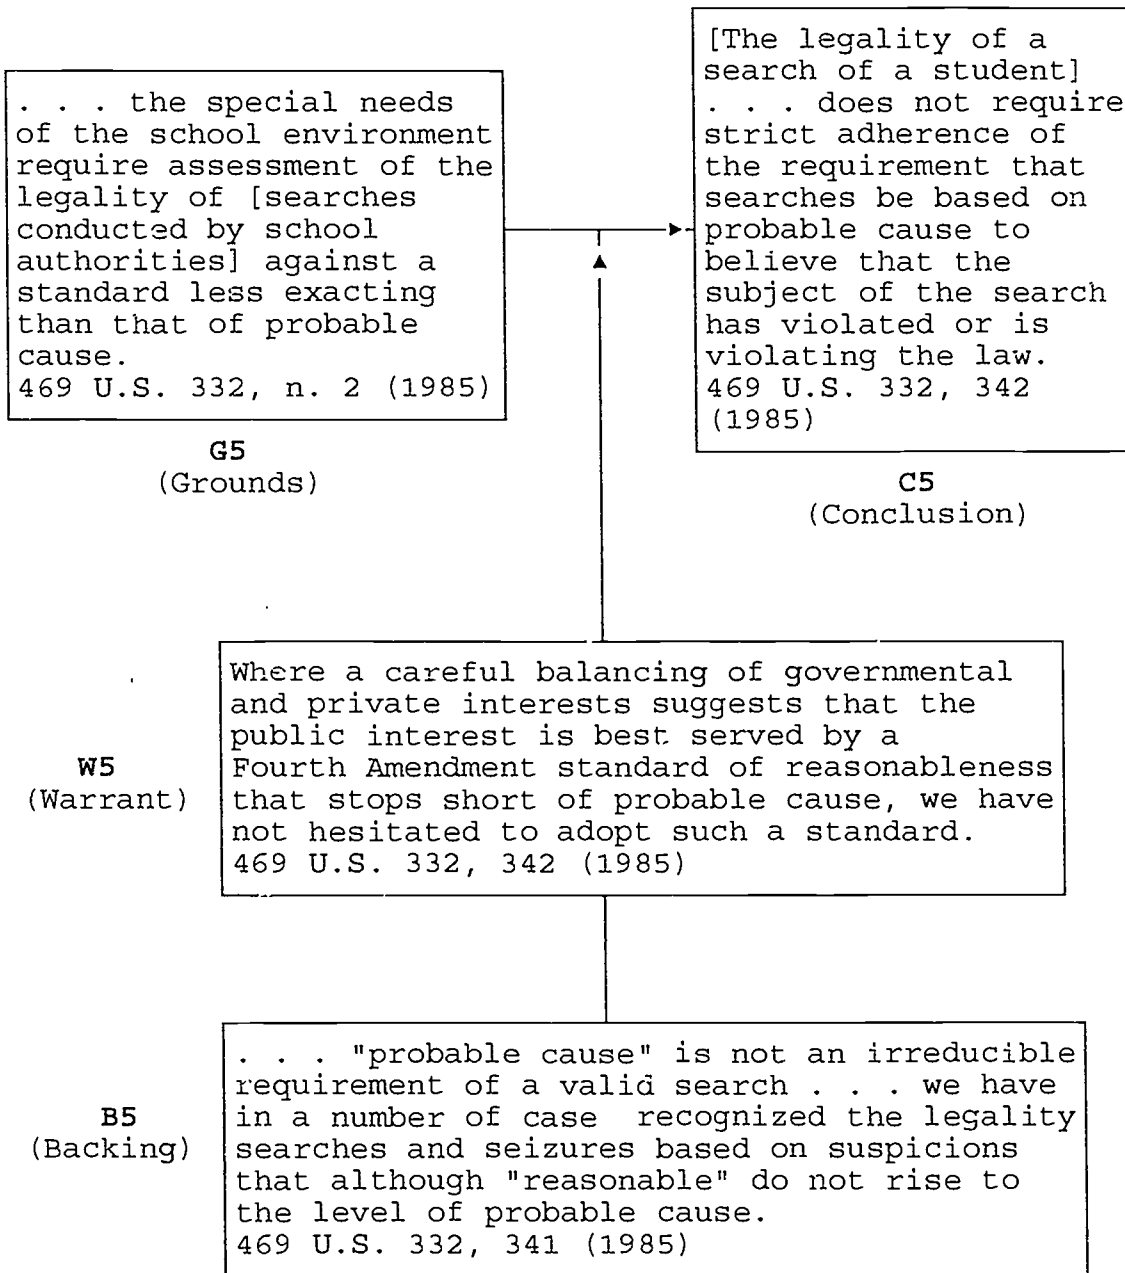 . . . the special needs
of the school environment
require assessment of the
legality of [searches
conducted by school
authorities] against a
standard less exacting
than that of probable
cause.
469 U.S. 332, n. 2 (1985)
G5
(Grounds)
[The legality of a
search of a student]
. . . does not require
strict adherence of
the requirement that
searches be based on
probable cause to
believe that the
subject of the search
has violated or is
violating the law.
469 U.S. 332, 342
(1985)
C5
(Conclusion)
W5
(Warrant)
Where a careful balancing of governmental
and private interests suggests that the
public interest is best served by a
Fourth Amendment standard of reasonableness
that stops short of probable cause, we have
not hesitated to adopt such a standard.
469 U.S. 332, 342 (1985)
B5
(Backing)
. . . "probable cause" is not an irreducible
requirement of a valid search . . . we have
in a number of case recognized the legality
searches and seizures based on suspicions
that although "reasonable" do not rise to
the level of probable cause.
469 U.S. 332, 341 (1985)